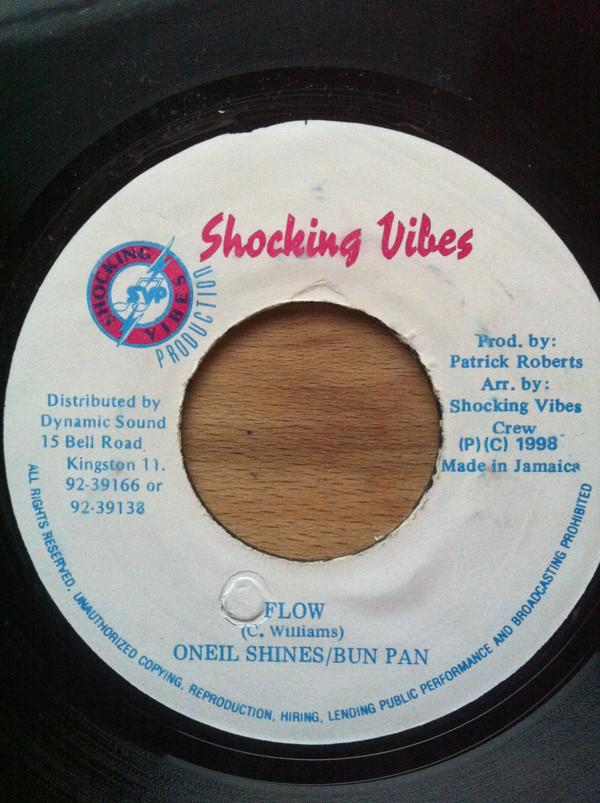 Shocking Vibes
SHOCKING VIBES
SVP
PRODUCTION
Distributed by
Dynamic Sound
15 Bell Road,
Kingston 11.
92-39166 or
92-39138
Prod. by:
Patrick Roberts
Arr. by:
Shocking Vibes
Crew
(P)(C) 1998
Made in Jamaica
FLOW
(C. Williams)
ONEIL SHINES/BUN PAN
ALL RIGHTS RESERVED. UNAUTHORIZED COPYING, REPRODUCTION, HIRING, LENDING PUBLIC PERFORMANCE AND BROADCASTING PROHIBITED